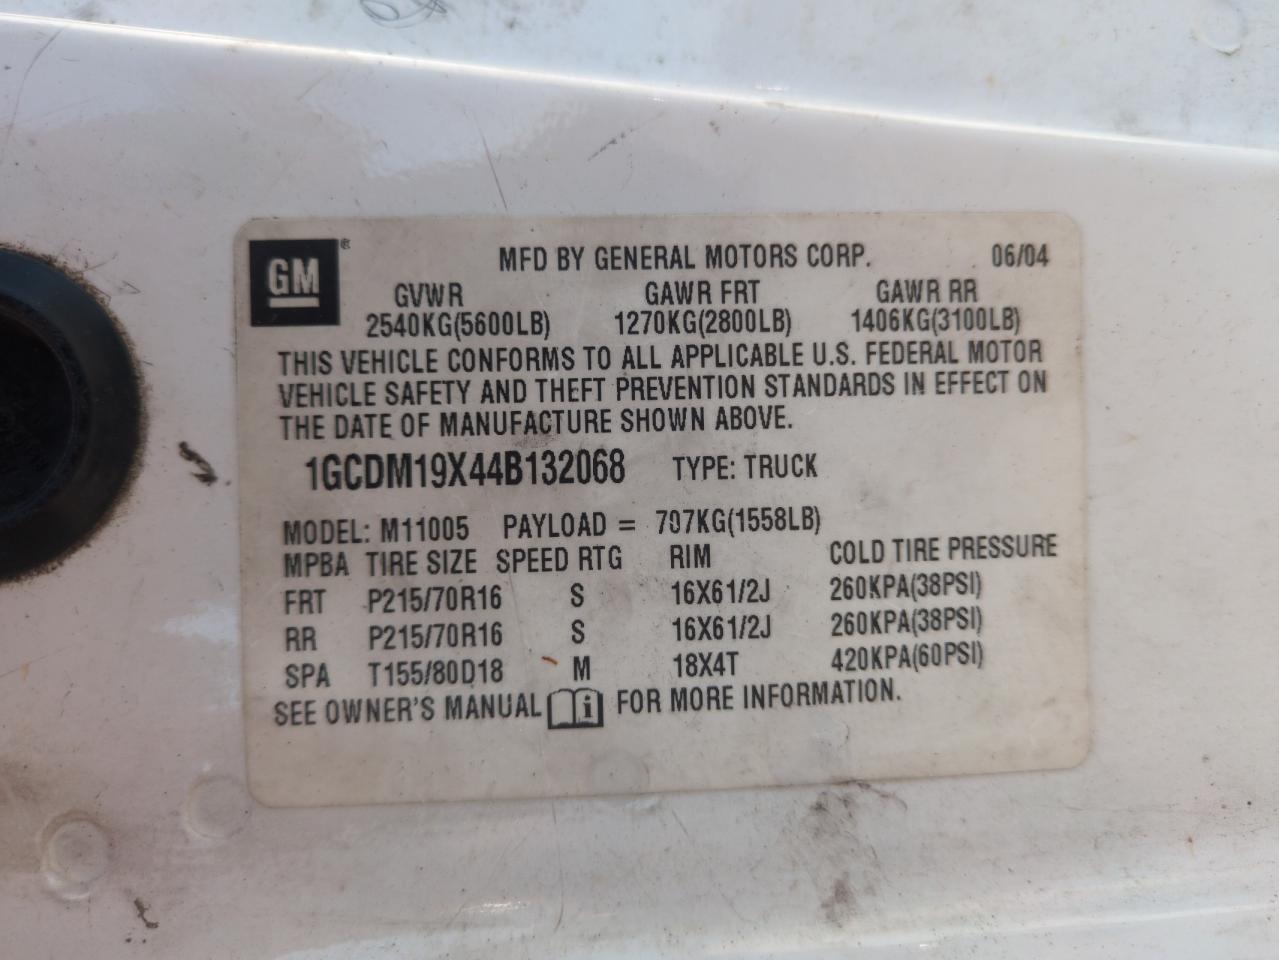 GM ® MFD BY GENERAL MOTORS CORP. 06/04
GVWR GAWR FRT GAWR RR
2540KG(5600LB) 1270KG(2800LB) 1406KG(3100LB)
THIS VEHICLE CONFORMS TO ALL APPLICABLE U.S. FEDERAL MOTOR
VEHICLE SAFETY AND THEFT PREVENTION STANDARDS IN EFFECT ON
THE DATE OF MANUFACTURE SHOWN ABOVE.
1GCDM19X44B132068 TYPE: TRUCK
MODEL: M11005 PAYLOAD = 707KG(1558LB)
MPBA TIRE SIZE SPEED RTG RIM COLD TIRE PRESSURE
FRT P215/70R16 S 16X61/2J 260KPA(38PSI)
RR P215/70R16 S 16X61/2J 260KPA(38PSI)
SPA T155/80D18 M 18X4T 420KPA(60PSI)
SEE OWNER'S MANUAL i FOR MORE INFORMATION.